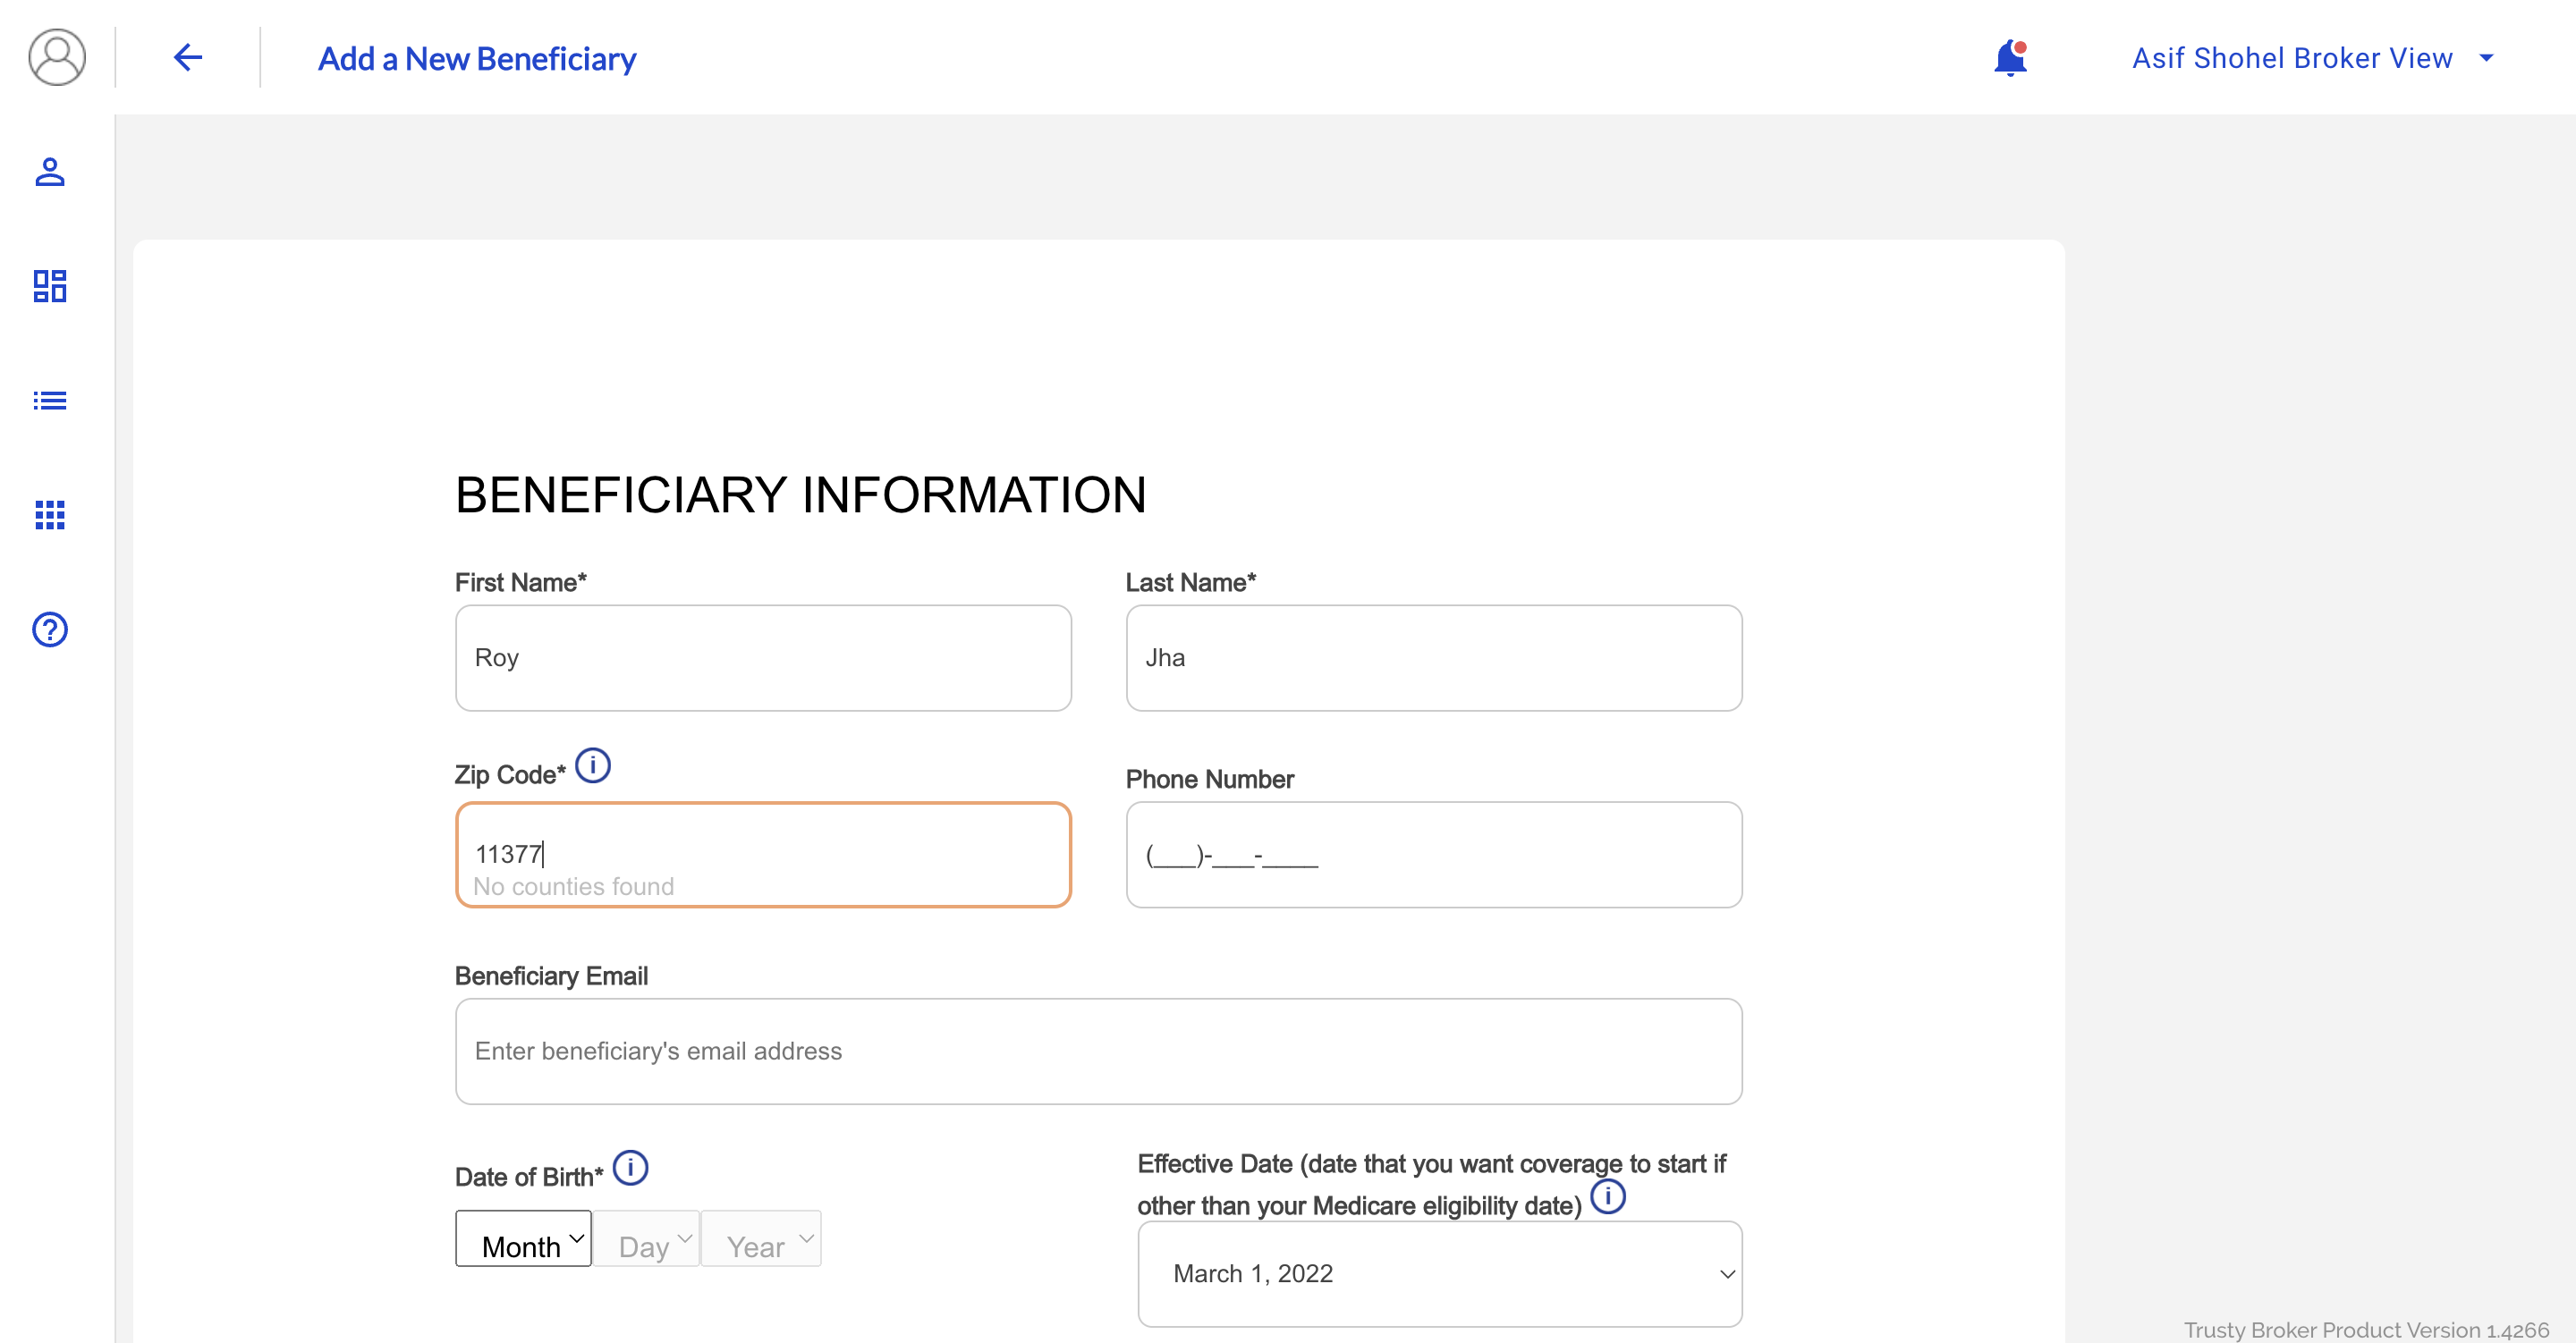 Add a New Beneficiary
Asif Shohel Broker View
BENEFICIARY INFORMATION
First Name*
Last Name*
Roy
Jha
Zip Code*
Phone Number
11377
No counties found
(___)-___-____
Beneficiary Email
Enter beneficiary's email address
Date of Birth*
Effective Date (date that you want coverage to start if
other than your Medicare eligibility date)
Month
Day
Year
March 1, 2022
Trusty Broker Product Version 1.4266